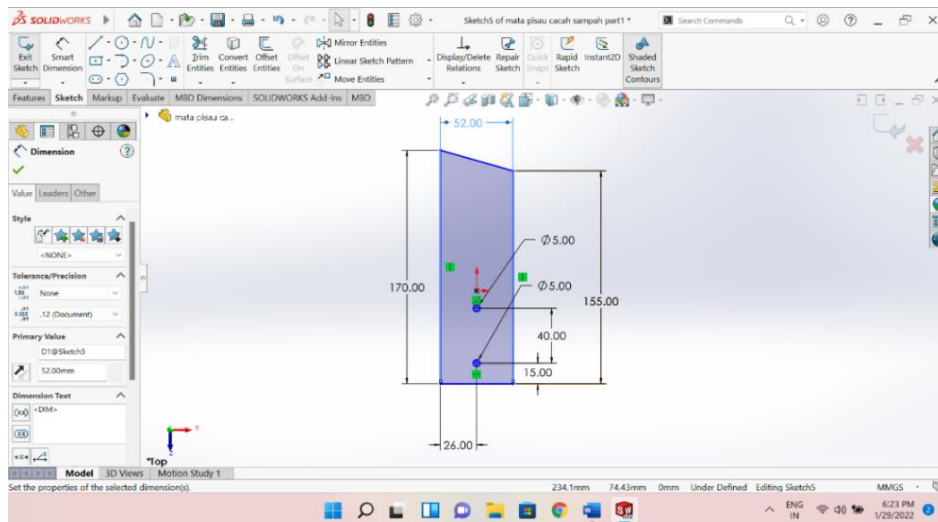 SOLIDWORKS
Sketch5 of mata pisau cacah sampah part1 *
Search Commands
Exit Sketch
Smart Dimension
Trim Entities
Convert Entities
Offset Entities
Offset On Surface
Mirror Entities
Linear Sketch Pattern
Move Entities
Display/Delete Relations
Repair Sketch
Quick Snaps
Rapid Sketch
Instant2D
Shaded Sketch Contours
Features Sketch Markup Evaluate MBD Dimensions SOLIDWORKS Add-Ins MBD
mata pisau ca...
Dimension
Value Leaders Other
Style
<NONE>
Tolerance/Precision
None
.12 (Document)
Primary Value
D1@Sketch5
52.00mm
Dimension Text
<DIM>
52.00
Ø5.00
170.00
Ø5.00
155.00
40.00
15.00
26.00
*Top
Model 3D Views Motion Study 1
Set the properties of the selected dimension(s).
234.1mm 74.43mm 0mm Under Defined Editing Sketch5 MMGS
ENG IN
6:23 PM
1/29/2022